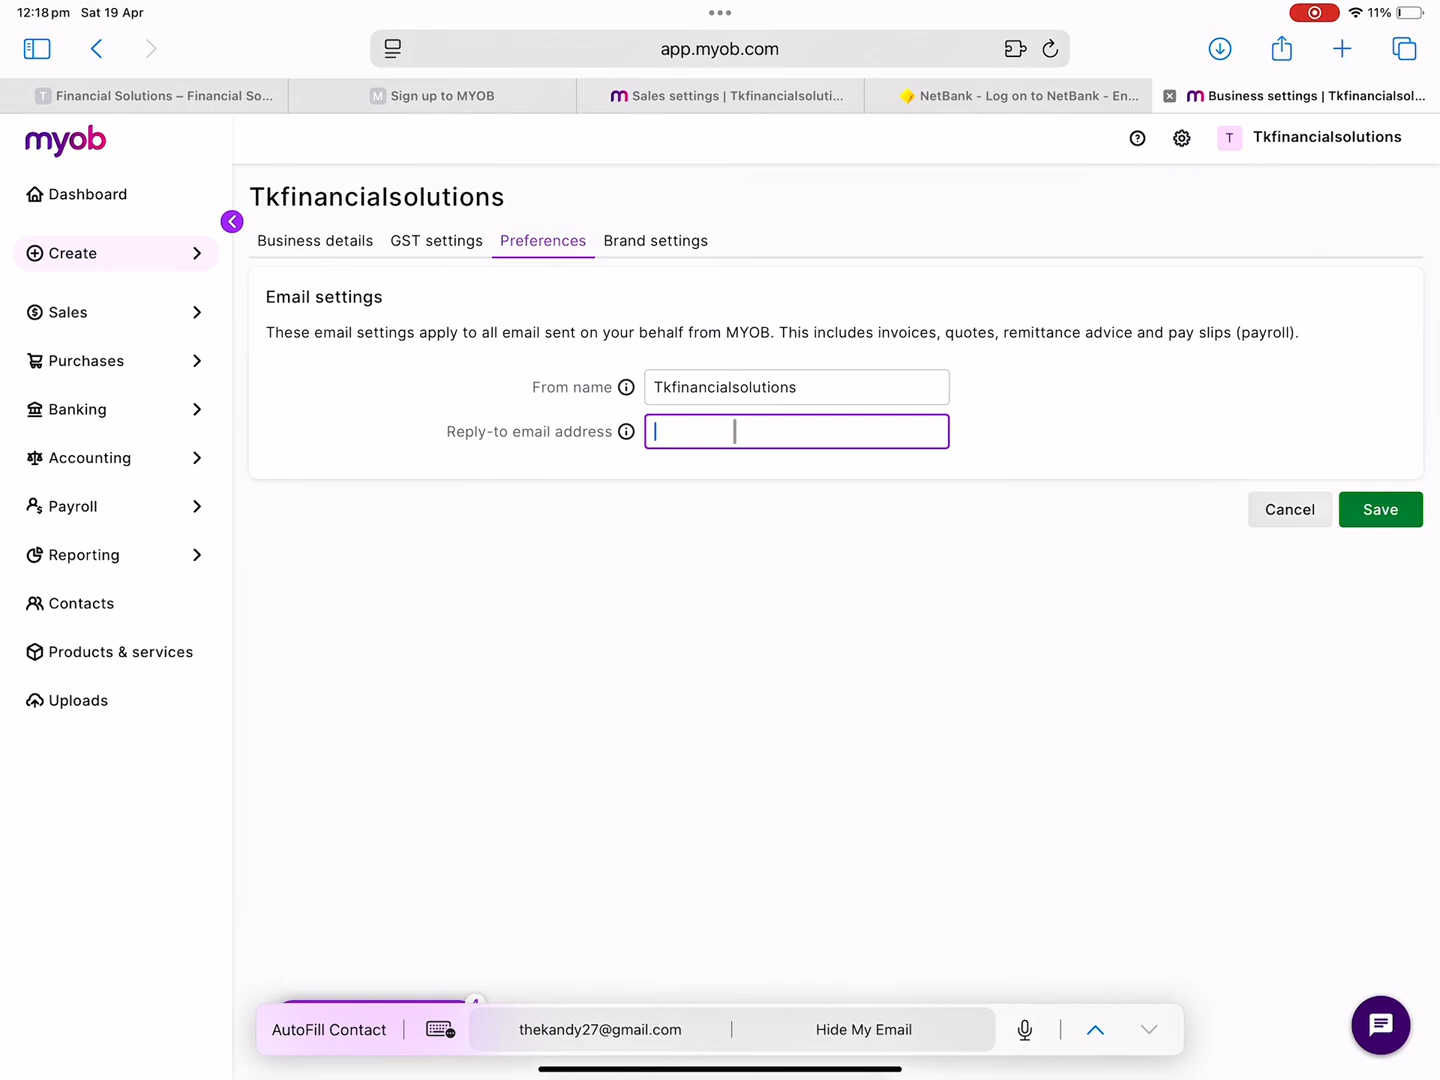 12:18 pm Sat 19 Apr
11%
app.myob.com
T Financial Solutions – Financial So...
M Sign up to MYOB
Sales settings | Tkfinancialsoluti...
NetBank - Log on to NetBank - En...
Business settings | Tkfinancialsol...
myob
T Tkfinancialsolutions
Dashboard
Create
Sales
Purchases
Banking
Accounting
Payroll
Reporting
Contacts
Products & services
Uploads
Tkfinancialsolutions
Business details GST settings Preferences Brand settings
Email settings
These email settings apply to all email sent on your behalf from MYOB. This includes invoices, quotes, remittance advice and pay slips (payroll).
From name Tkfinancialsolutions
Reply-to email address
Cancel Save
AutoFill Contact thekandy27@gmail.com Hide My Email